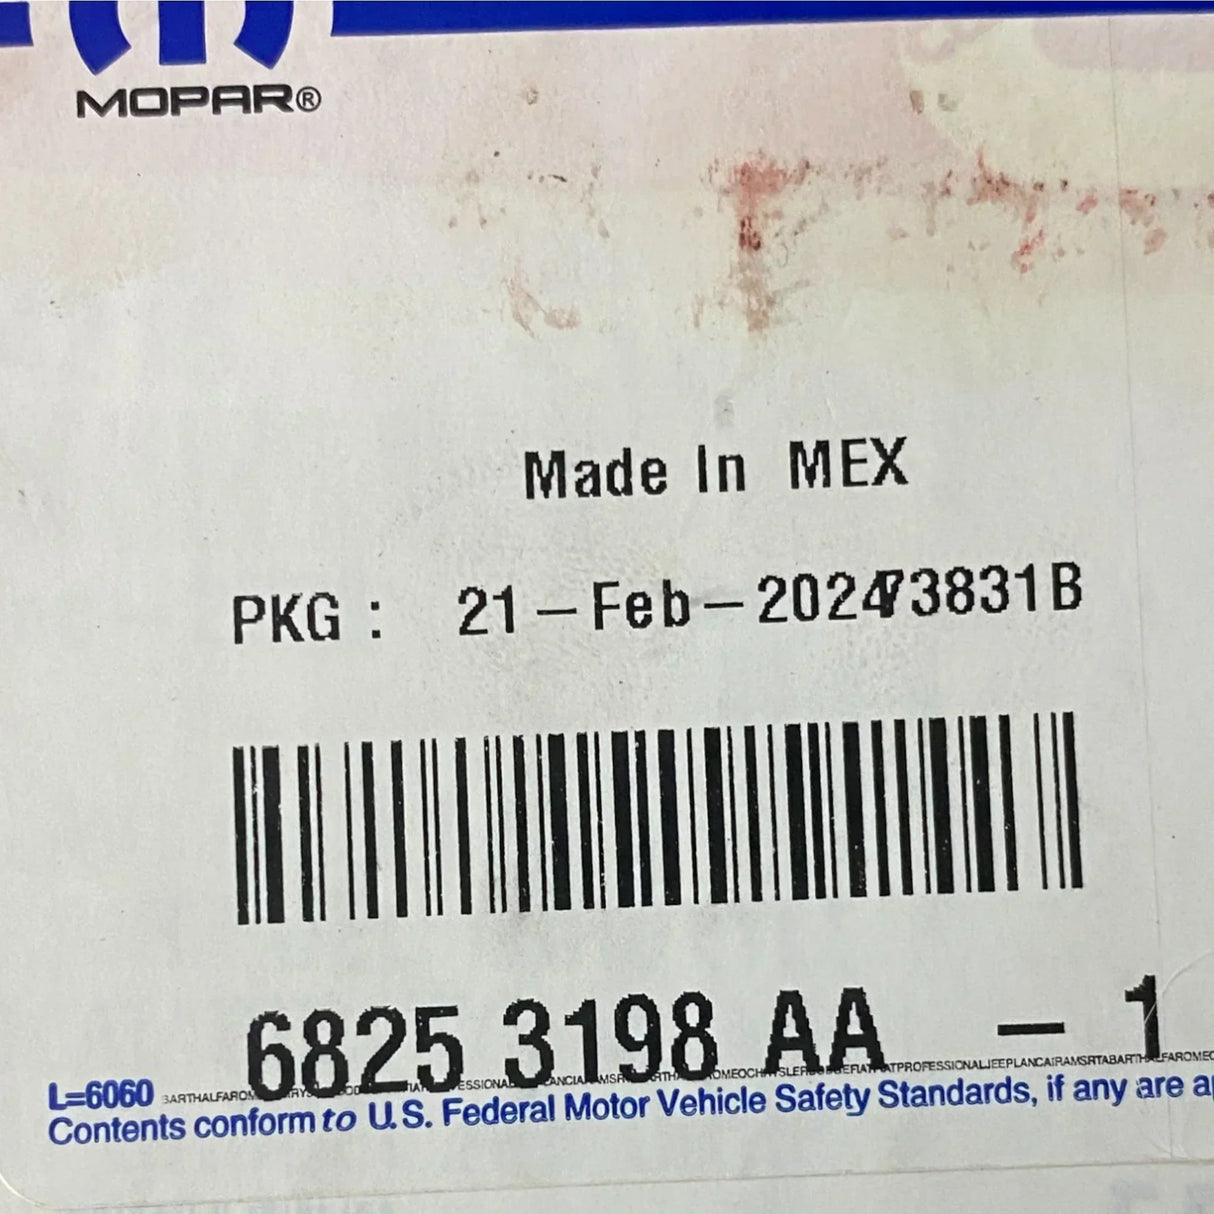 MOPAR®
Made In MEX
PKG : 21-Feb-202473831B
6825 3198 AA - 1
L=6060
Contents conform to U.S. Federal Motor Vehicle Safety Standards, if any are